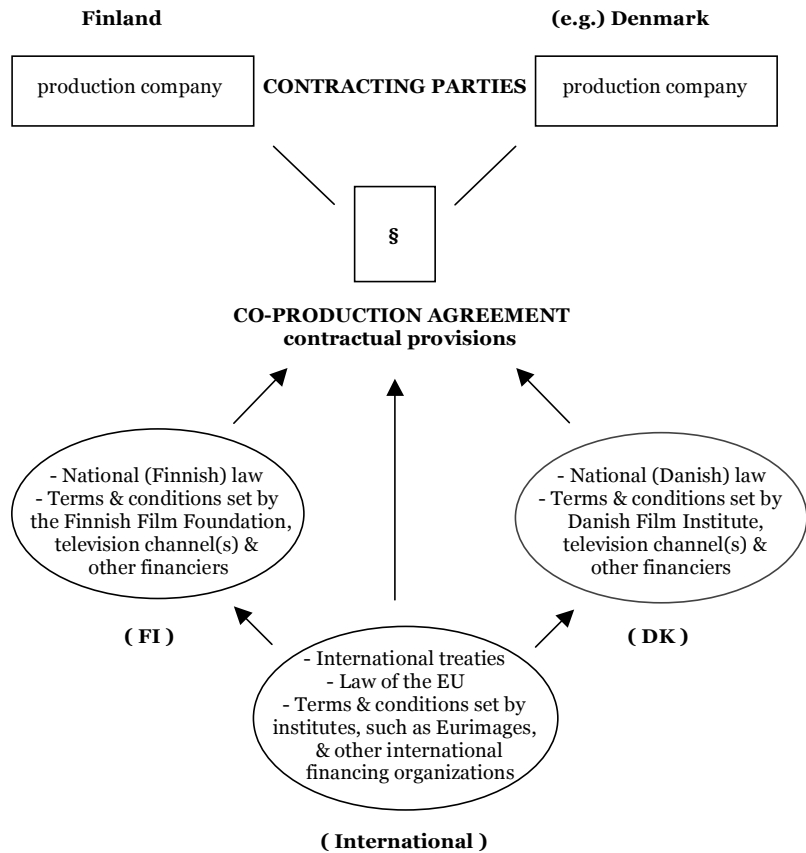 Finland
(e.g.) Denmark
production company
CONTRACTING PARTIES
production company
§
CO-PRODUCTION AGREEMENT
contractual provisions
- National (Finnish) law
- Terms & conditions set by
the Finnish Film Foundation,
television channel(s) &
other financiers
( FI )
- National (Danish) law
- Terms & conditions set by
Danish Film Institute,
television channel(s) &
other financiers
( DK )
- International treaties
- Law of the EU
- Terms & conditions set by
institutes, such as Eurimages,
& other international
financing organizations
( International )